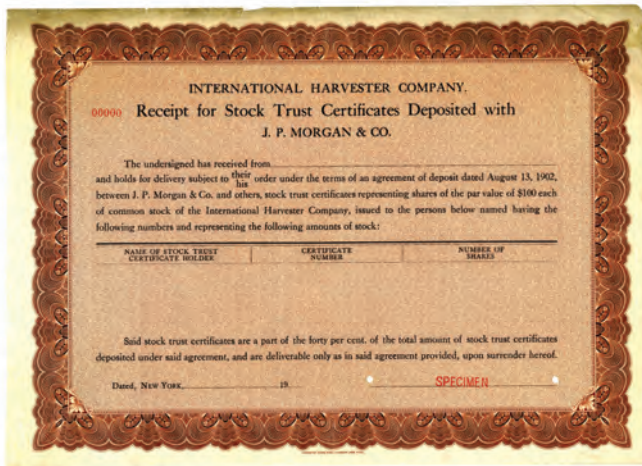 INTERNATIONAL HARVESTER COMPANY.
00000 Receipt for Stock Trust Certificates Deposited with
J. P. MORGAN & CO.
The undersigned has received from
and holds for delivery subject to their his order under the terms of an agreement of deposit dated August 13, 1902,
between J. P. Morgan & Co. and others, stock trust certificates representing shares of the par value of $100 each
of common stock of the International Harvester Company, issued to the persons below named having the
following numbers and representing the following amounts of stock:
NAME OF STOCK TRUST CERTIFICATE HOLDER
CERTIFICATE NUMBER
NUMBER OF SHARES
Said stock trust certificates are a part of the forty per cent. of the total amount of stock trust certificates
deposited under said agreement, and are deliverable only as in said agreement provided, upon surrender hereof.
Dated, NEW YORK, 19 SPECIMEN